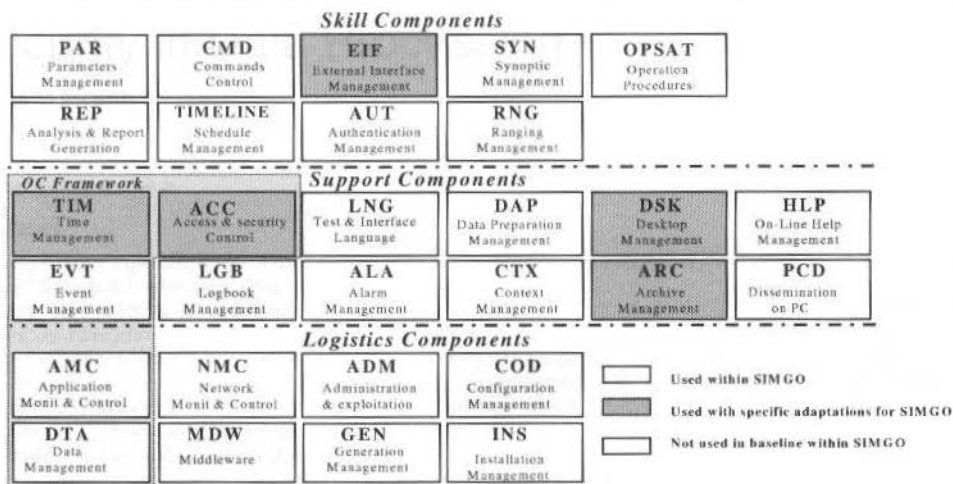 Skill Components
PAR CMD EIF SYN OPSAT
Parameters Commands External Interface Synoptic Operation
Management Control Management Management Procedures
REP TIMELINE AUT RNG
Analysis & Report Schedule Authentication Ranging
Generation Management Management Management
OC Framework Support Components
TIM ACC LNG DAP DSK HLP
Time Access & security Test & Interface Data Preparation Desktop On-Line Help
Management Control Language Management Management Management
EVT LGB ALA CTX ARC PCD
Event Logbook Alarm Context Archive Dissemination
Management Management Management Management Management on PC
Logistics Components
AMC NMC ADM COD
Application Network Administration Configuration
Monit & Control Monit & Control & exploitation Management
DTA MDW GEN INS
Data Middleware Generation Installation
Management Management Management
Used within SIMGO
Used with specific adaptations for SIMGO
Not used in baseline within SIMGO